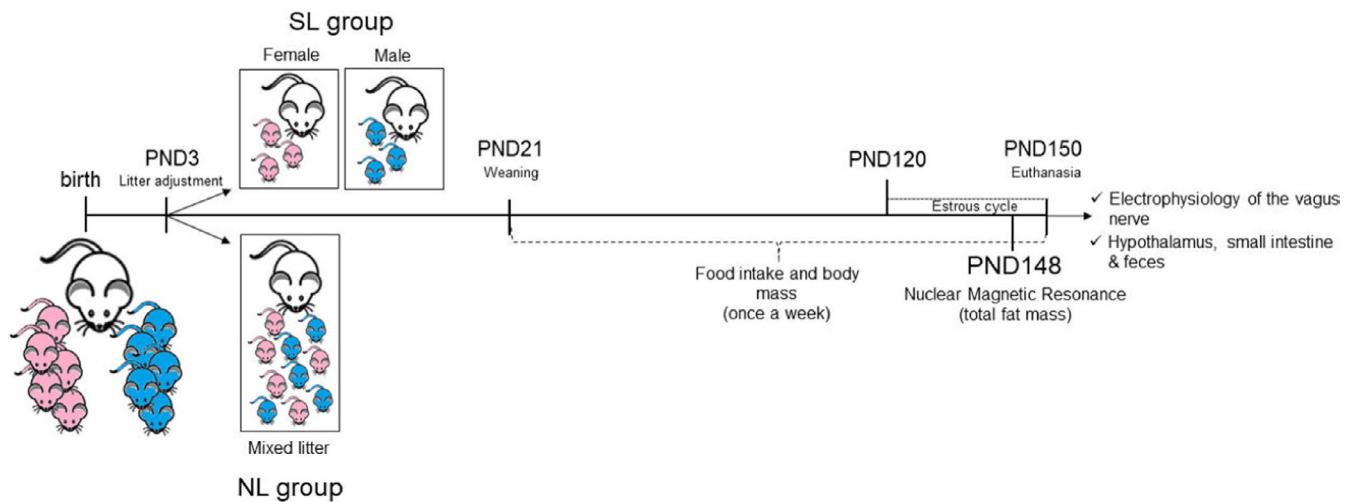 SL group
Female
Male
PND3
Litter adjustment
birth
PND21
Weaning
PND120
PND150
Euthanasia
Estrous cycle
✓ Electrophysiology of the vagus
nerve
✓ Hypothalamus, small intestine
& feces
Food intake and body
mass
(once a week)
PND148
Nuclear Magnetic Resonance
(total fat mass)
Mixed litter
NL group